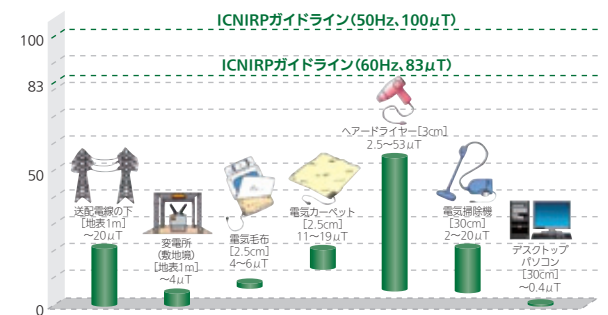 ICNIRPガイドライン(50Hz、100μT)
100
ICNIRPガイドライン(60Hz、83μT)
83
50
0
送配電線の下
[地表1m]
〜20μT
変電所
(敷地境)
[地表1m]
〜4μT
電気毛布
[2.5cm]
4〜6μT
電気カーペット
[2.5cm]
11〜19μT
ヘアードライヤー[3cm]
2.5〜53μT
電気掃除機
[30cm]
2〜20μT
デスクトップ
パソコン
[30cm]
〜0.4μT